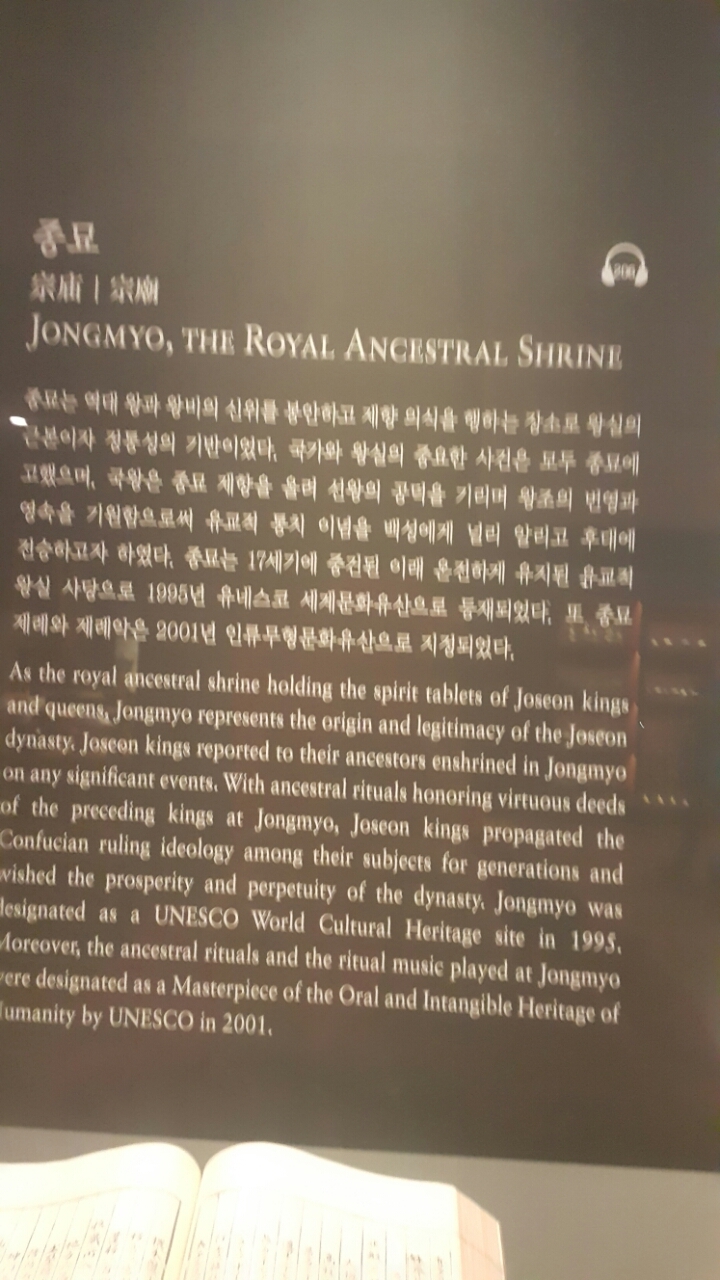 종묘
宗庙 | 宗廟
JONGMYO, THE ROYAL ANCESTRAL SHRINE
종묘는 역대 왕과 왕비의 신위를 봉안하고 제향 의식을 행하는 장소로 왕실의
근본이자 정통성의 기반이었다. 국가와 왕실의 중요한 사건은 모두 종묘에
고했으며, 국왕은 종묘 제향을 올려 선왕의 공덕을 기리며 왕조의 번영과
영속을 기원함으로써 유교적 통치 이념을 백성에게 널리 알리고 후대에
전승하고자 하였다. 종묘는 17세기에 중건된 이래 온전하게 유지된 유교적
왕실 사당으로 1995년 유네스코 세계문화유산으로 등재되었다. 또 종묘
제례와 제례악은 2001년 인류무형문화유산으로 지정되었다.
As the royal ancestral shrine holding the spirit tablets of Joseon kings
and queens, Jongmyo represents the origin and legitimacy of the Joseon
dynasty. Joseon kings reported to their ancestors enshrined in Jongmyo
on any significant events. With ancestral rituals honoring virtuous deeds
of the preceding kings at Jongmyo, Joseon kings propagated the
Confucian ruling ideology among their subjects for generations and
wished the prosperity and perpetuity of the dynasty. Jongmyo was
designated as a UNESCO World Cultural Heritage site in 1995.
Moreover, the ancestral rituals and the ritual music played at Jongmyo
were designated as a Masterpiece of the Oral and Intangible Heritage of
Humanity by UNESCO in 2001.